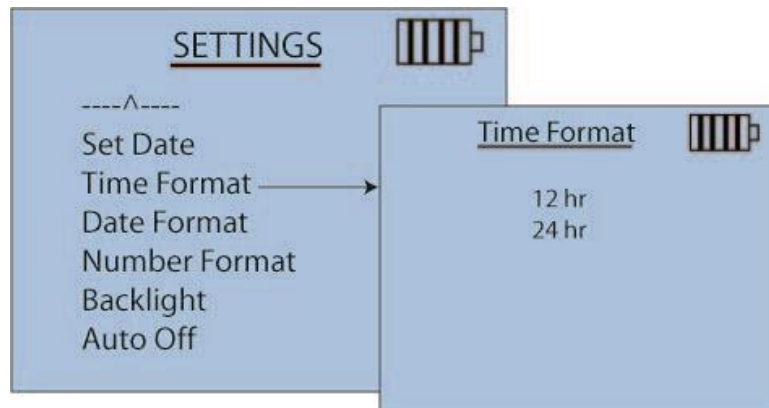 SETTINGS
----^----
Set Date
Time Format
Date Format
Number Format
Backlight
Auto Off
Time Format
12 hr
24 hr